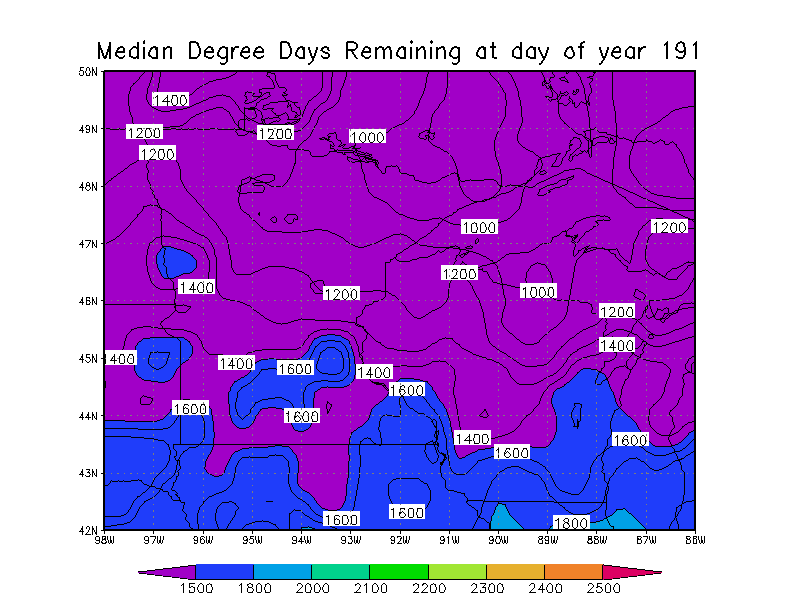 Median Degree Days Remaining at day of year 191
50N
1400
49N 1200 1200 1000
1200
48N
1000 1200
47N
1200
1400 1000
46N 1200
1200
1400
45N 1400 1400 1600 1400
1600
44N 1600 1600
1400 1600
1600
43N
1600 1600
1800
42N
98W 97W 96W 95W 94W 93W 92W 91W 90W 89W 88W 87W 86W
1500 1800 2000 2100 2200 2300 2400 2500